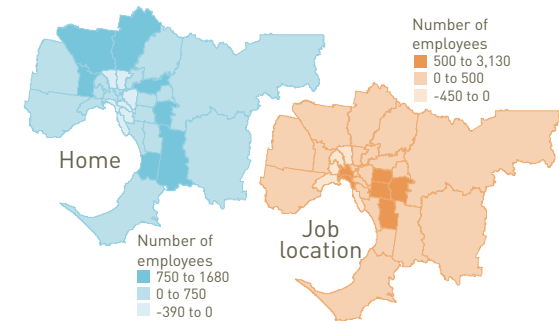 Number of
employees
500 to 3,130
0 to 500
-450 to 0
Home
Job
location
Number of
employees
750 to 1680
0 to 750
-390 to 0